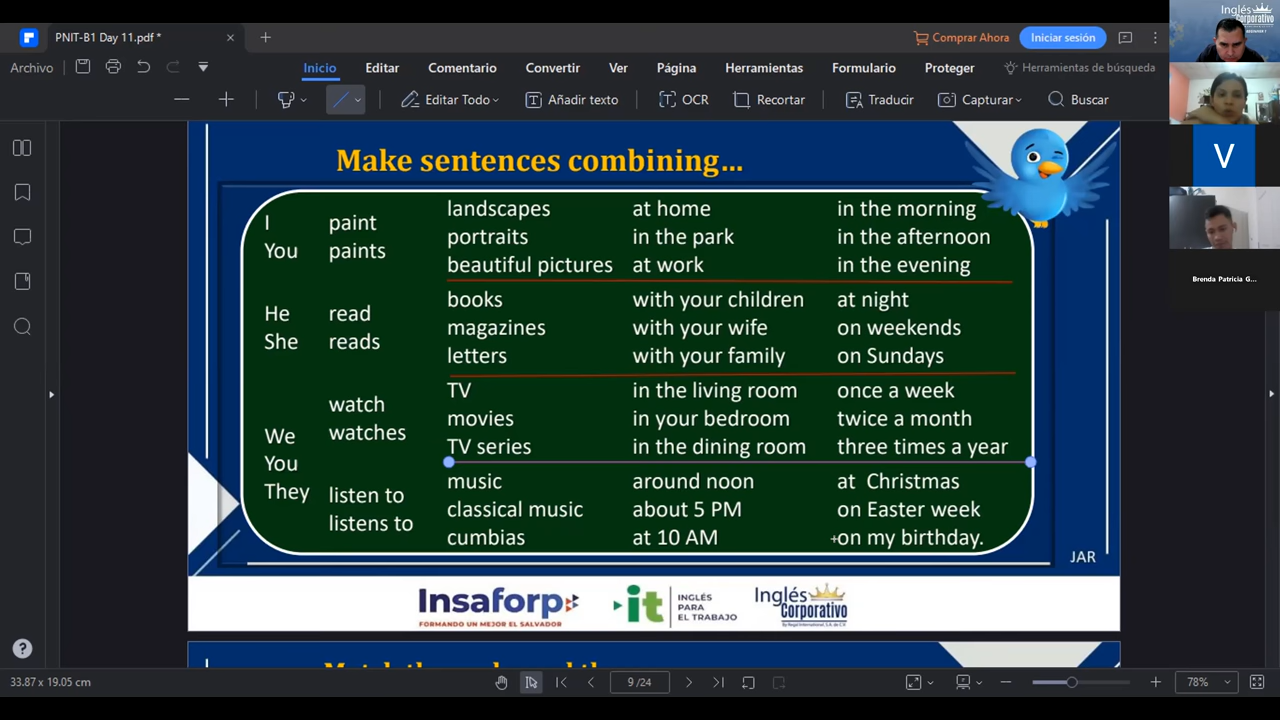 PNIT-B1 Day 11.pdf *
Comprar Ahora
Iniciar sesión
Archivo
Inicio
Editar
Comentario
Convertir
Ver
Página
Herramientas
Formulario
Proteger
Herramientas de búsqueda
Editar Todo
Añadir texto
OCR
Recortar
Traducir
Capturar
Buscar
Inglés
Corporativo
V
Brenda Patricia G...
Make sentences combining...
I paint landscapes at home in the morning
You paints portraits in the park in the afternoon
beautiful pictures at work in the evening
He read books with your children at night
She reads magazines with your wife on weekends
letters with your family on Sundays
watch TV in the living room once a week
We watches movies in your bedroom twice a month
You TV series in the dining room three times a year
They listen to music around noon at Christmas
listens to classical music about 5 PM on Easter week
cumbias at 10 AM on my birthday.
JAR
Insaforp
FORMANDO UN MEJOR EL SALVADOR
it
INGLÉS
PARA
EL TRABAJO
Inglés
Corporativo
33.87 x 19.05 cm
9 /24
78%